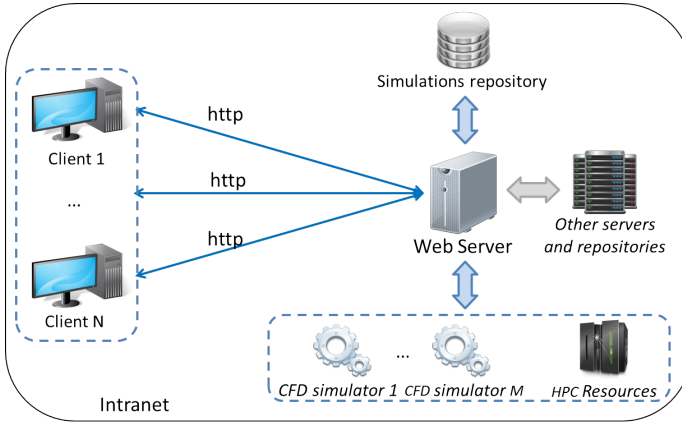 Simulations repository
http
Client 1
http
...
http
Web Server
Other servers
and repositories
Client N
...
CFD simulator 1
CFD simulator M
HPC Resources
Intranet